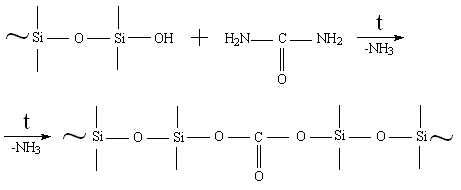 ~Si—O—Si—OH + H₂N—C—NH₂ t
O -NH₃
t
-NH₃ ~Si—O—Si—O—C—O—Si—O—Si~
O